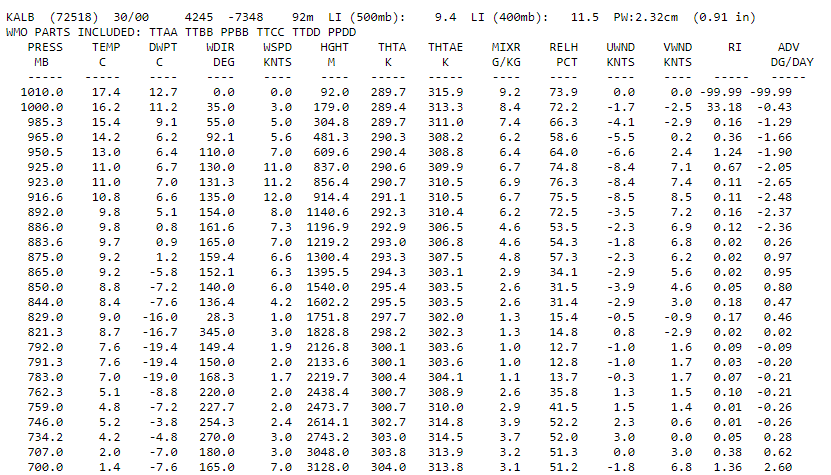 KALB (72518) 30/00 4245 -7348 92m LI (500mb): 9.4 LI (400mb): 11.5 PW:2.32cm (0.91 in)
WMO PARTS INCLUDED: TTAA TTBB PPBB TTCC TTDD PPDD
PRESS TEMP DWPT WDIR WSPD HGHT THTA THTAE MIXR RELH UWND VWND RI ADV
MB C C DEG KNTS M K K G/KG PCT KNTS KNTS DG/DAY
----- ---- ---- ---- ---- ---- ---- ---- ---- ---- ---- ----- ----- -----
1010.0 17.4 12.7 0.0 0.0 92.0 289.7 315.9 9.2 73.9 0.0 0.0 -99.99 -99.99
1000.0 16.2 11.2 35.0 3.0 179.0 289.4 313.3 8.4 72.2 -1.7 -2.5 33.18 -0.43
985.3 15.4 9.1 55.0 5.0 304.8 289.7 311.0 7.4 66.3 -4.1 -2.9 0.16 -1.29
965.0 14.2 6.2 92.1 5.6 481.3 290.3 308.2 6.2 58.6 -5.5 0.2 0.36 -1.66
950.5 13.0 6.4 110.0 7.0 609.6 290.4 308.8 6.4 64.0 -6.6 2.4 1.24 -1.90
925.0 11.0 6.7 130.0 11.0 837.0 290.6 309.9 6.7 74.8 -8.4 7.1 0.67 -2.05
923.0 11.0 7.0 131.3 11.2 856.4 290.7 310.5 6.9 76.3 -8.4 7.4 0.11 -2.65
916.6 10.8 6.6 135.0 12.0 914.4 291.1 310.5 6.7 75.5 -8.5 8.5 0.11 -2.48
892.0 9.8 5.1 154.0 8.0 1140.6 292.3 310.4 6.2 72.5 -3.5 7.2 0.16 -2.37
886.0 9.8 0.8 161.6 7.3 1196.9 292.9 306.5 4.6 53.5 -2.3 6.9 0.12 -2.36
883.6 9.7 0.9 165.0 7.0 1219.2 293.0 306.8 4.6 54.3 -1.8 6.8 0.02 0.26
875.0 9.2 1.2 159.4 6.6 1300.4 293.3 307.5 4.8 57.3 -2.3 6.2 0.02 0.97
865.0 9.2 -5.8 152.1 6.3 1395.5 294.3 303.1 2.9 34.1 -2.9 5.6 0.02 0.95
850.0 8.8 -7.2 140.0 6.0 1540.0 295.4 303.5 2.6 31.5 -3.9 4.6 0.05 0.80
844.0 8.4 -7.6 136.4 4.2 1602.2 295.5 303.5 2.6 31.4 -2.9 3.0 0.18 0.47
829.0 9.0 -16.0 28.3 1.0 1751.8 297.7 302.0 1.3 15.4 -0.5 -0.9 0.17 0.46
821.3 8.7 -16.7 345.0 3.0 1828.8 298.2 302.3 1.3 14.8 0.8 -2.9 0.02 0.02
792.0 7.6 -19.4 149.4 1.9 2126.8 300.1 303.6 1.0 12.7 -1.0 1.6 0.09 -0.09
791.3 7.6 -19.4 150.0 2.0 2133.6 300.1 303.6 1.0 12.8 -1.0 1.7 0.03 -0.20
783.0 7.0 -19.0 168.3 1.7 2219.7 300.4 304.1 1.1 13.7 -0.3 1.7 0.07 -0.21
762.3 5.1 -8.8 220.0 2.0 2438.4 300.7 308.9 2.6 35.8 1.3 1.5 0.10 -0.21
759.0 4.8 -7.2 227.7 2.0 2473.7 300.7 310.0 2.9 41.5 1.5 1.4 0.01 -0.26
746.0 5.2 -3.8 254.3 2.4 2614.1 302.7 314.8 3.9 52.2 2.3 0.6 0.01 -0.26
734.2 4.2 -4.8 270.0 3.0 2743.2 303.0 314.5 3.7 52.0 3.0 0.0 0.05 0.28
707.0 2.0 -7.0 180.0 3.0 3048.0 303.8 313.9 3.2 51.3 0.0 3.0 0.38 0.62
700.0 1.4 -7.6 165.0 7.0 3128.0 304.0 313.8 3.1 51.2 -1.8 6.8 1.36 2.60